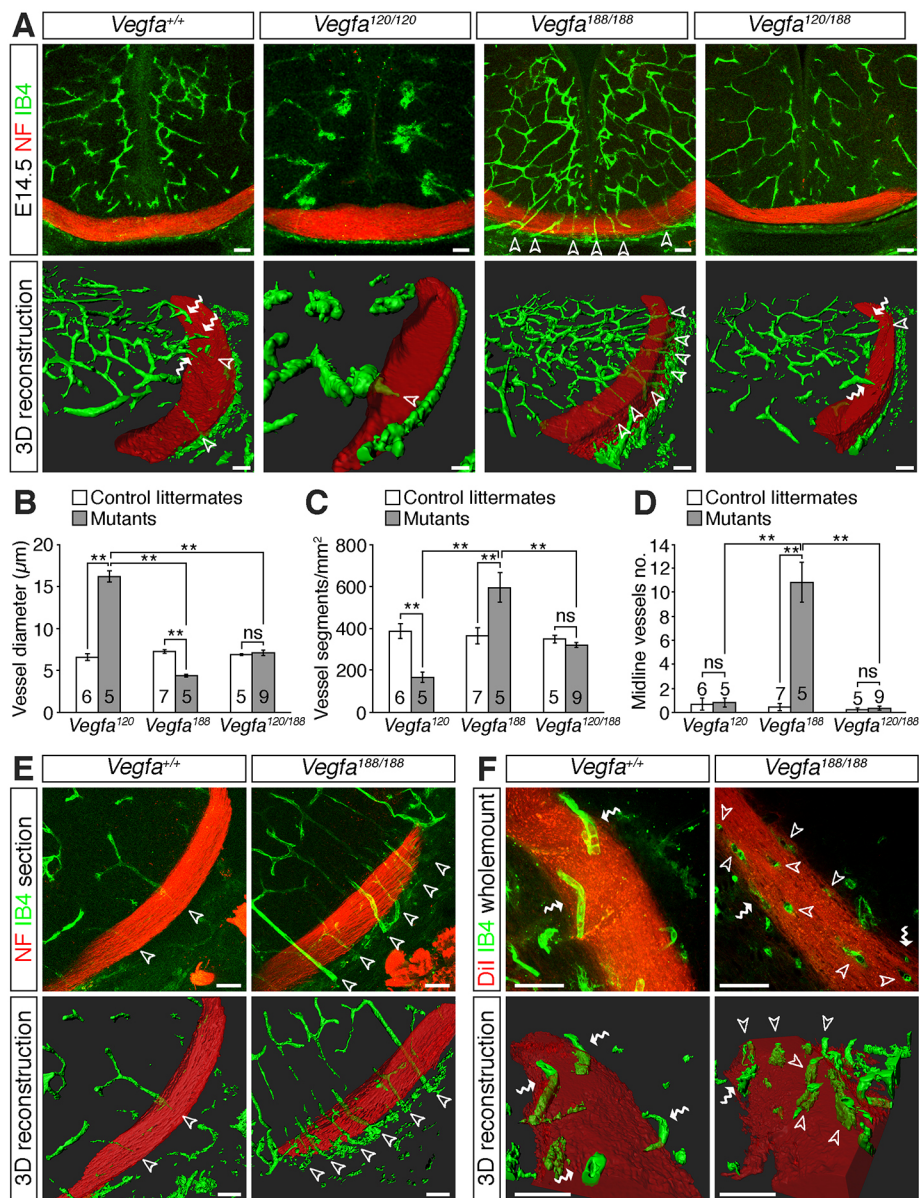 A
Vegfa+/+
Vegfa120/120
Vegfa188/188
Vegfa120/188
E14.5 NF IB4
3D reconstruction
B
Control littermates
Mutants
Vessel diameter (µm)
20
15
10
5
0
**
**
**
**
ns
6
5
7
5
5
9
Vegfa120
Vegfa188
Vegfa120/188
C
Control littermates
Mutants
Vessel segments/mm2
800
600
400
200
0
**
**
**
**
ns
6
5
7
5
5
9
Vegfa120
Vegfa188
Vegfa120/188
D
Control littermates
Mutants
Midline vessels no.
14
12
10
8
6
4
2
0
**
**
**
ns
ns
6
5
7
5
5
9
Vegfa120
Vegfa188
Vegfa120/188
E
Vegfa+/+
Vegfa188/188
NF IB4 section
3D reconstruction
F
Vegfa+/+
Vegfa188/188
DiI IB4 wholemount
3D reconstruction